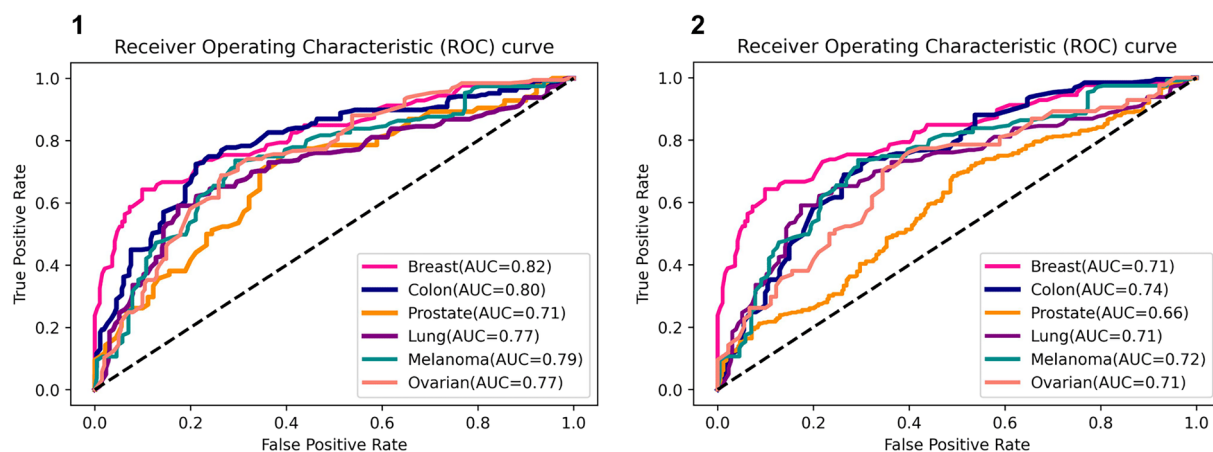 1
Receiver Operating Characteristic (ROC) curve
1.0
0.8
0.6
0.4
0.2
0.0
True Positive Rate
Breast(AUC=0.82)
Colon(AUC=0.80)
Prostate(AUC=0.71)
Lung(AUC=0.77)
Melanoma(AUC=0.79)
Ovarian(AUC=0.77)
0.0 0.2 0.4 0.6 0.8 1.0
False Positive Rate
2
Receiver Operating Characteristic (ROC) curve
1.0
0.8
0.6
0.4
0.2
0.0
True Positive Rate
Breast(AUC=0.71)
Colon(AUC=0.74)
Prostate(AUC=0.66)
Lung(AUC=0.71)
Melanoma(AUC=0.72)
Ovarian(AUC=0.71)
0.0 0.2 0.4 0.6 0.8 1.0
False Positive Rate